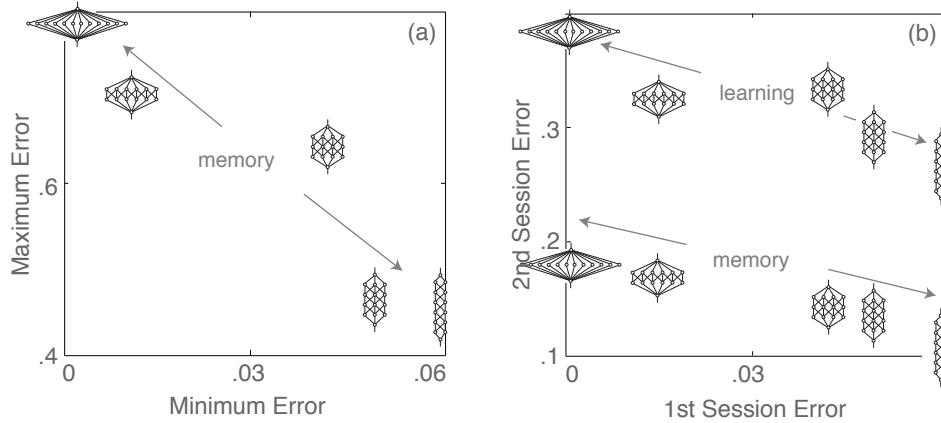 (a)
Maximum Error
.6
.4
memory
0
.03
.06
Minimum Error
(b)
2nd Session Error
.3
.2
.1
learning
memory
0
.03
1st Session Error